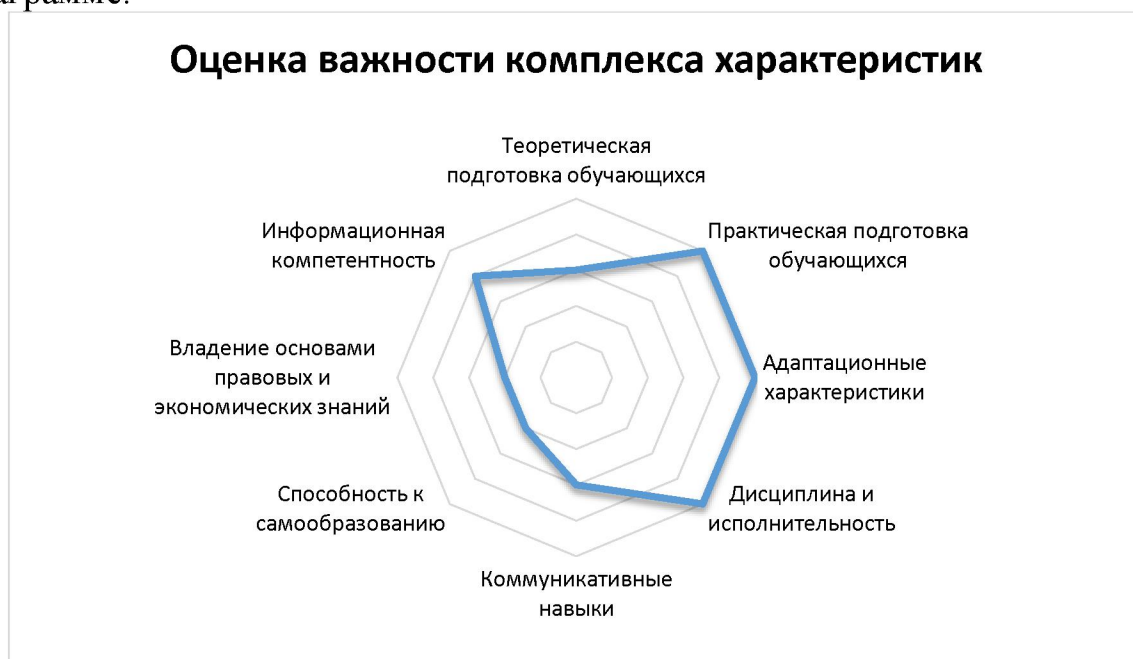 Оценка важности комплекса характеристик
Теоретическая
подготовка обучающихся
Практическая подготовка
обучающихся
Адаптационные
характеристики
Дисциплина и
исполнительность
Коммуникативные
навыки
Способность к
самообразованию
Владение основами
правовых и
экономических знаний
Информационная
компетентность